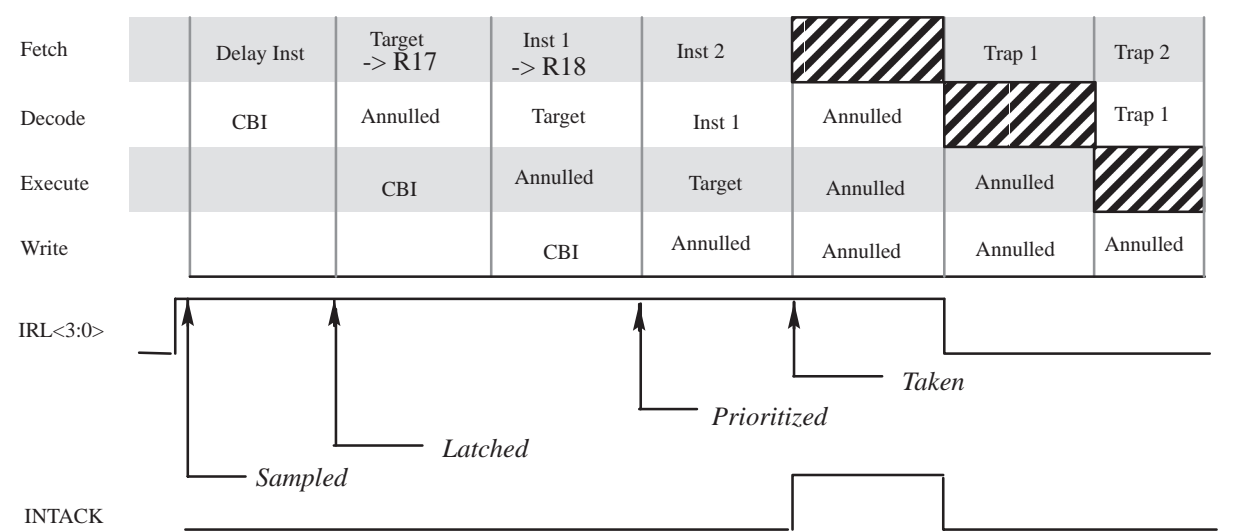 Fetch
Delay Inst
Target
-> R17
Inst 1
-> R18
Inst 2
Trap 1
Trap 2
Decode
CBI
Annulled
Target
Inst 1
Annulled
Trap 1
Execute
CBI
Annulled
Target
Annulled
Annulled
Write
CBI
Annulled
Annulled
Annulled
Annulled
IRL<3:0>
Taken
Prioritized
Latched
Sampled
INTACK